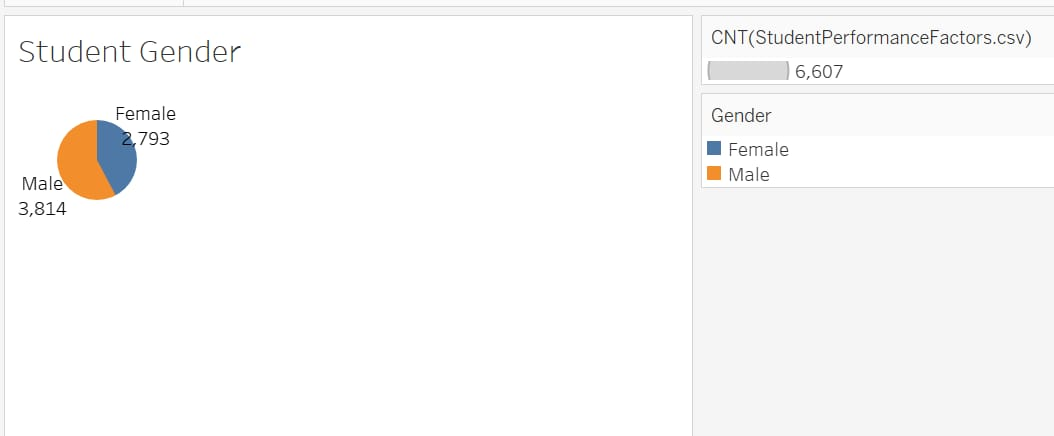 Student Gender
Female
2,793
Male
3,814
CNT(StudentPerformanceFactors.csv)
6,607
Gender
Female
Male